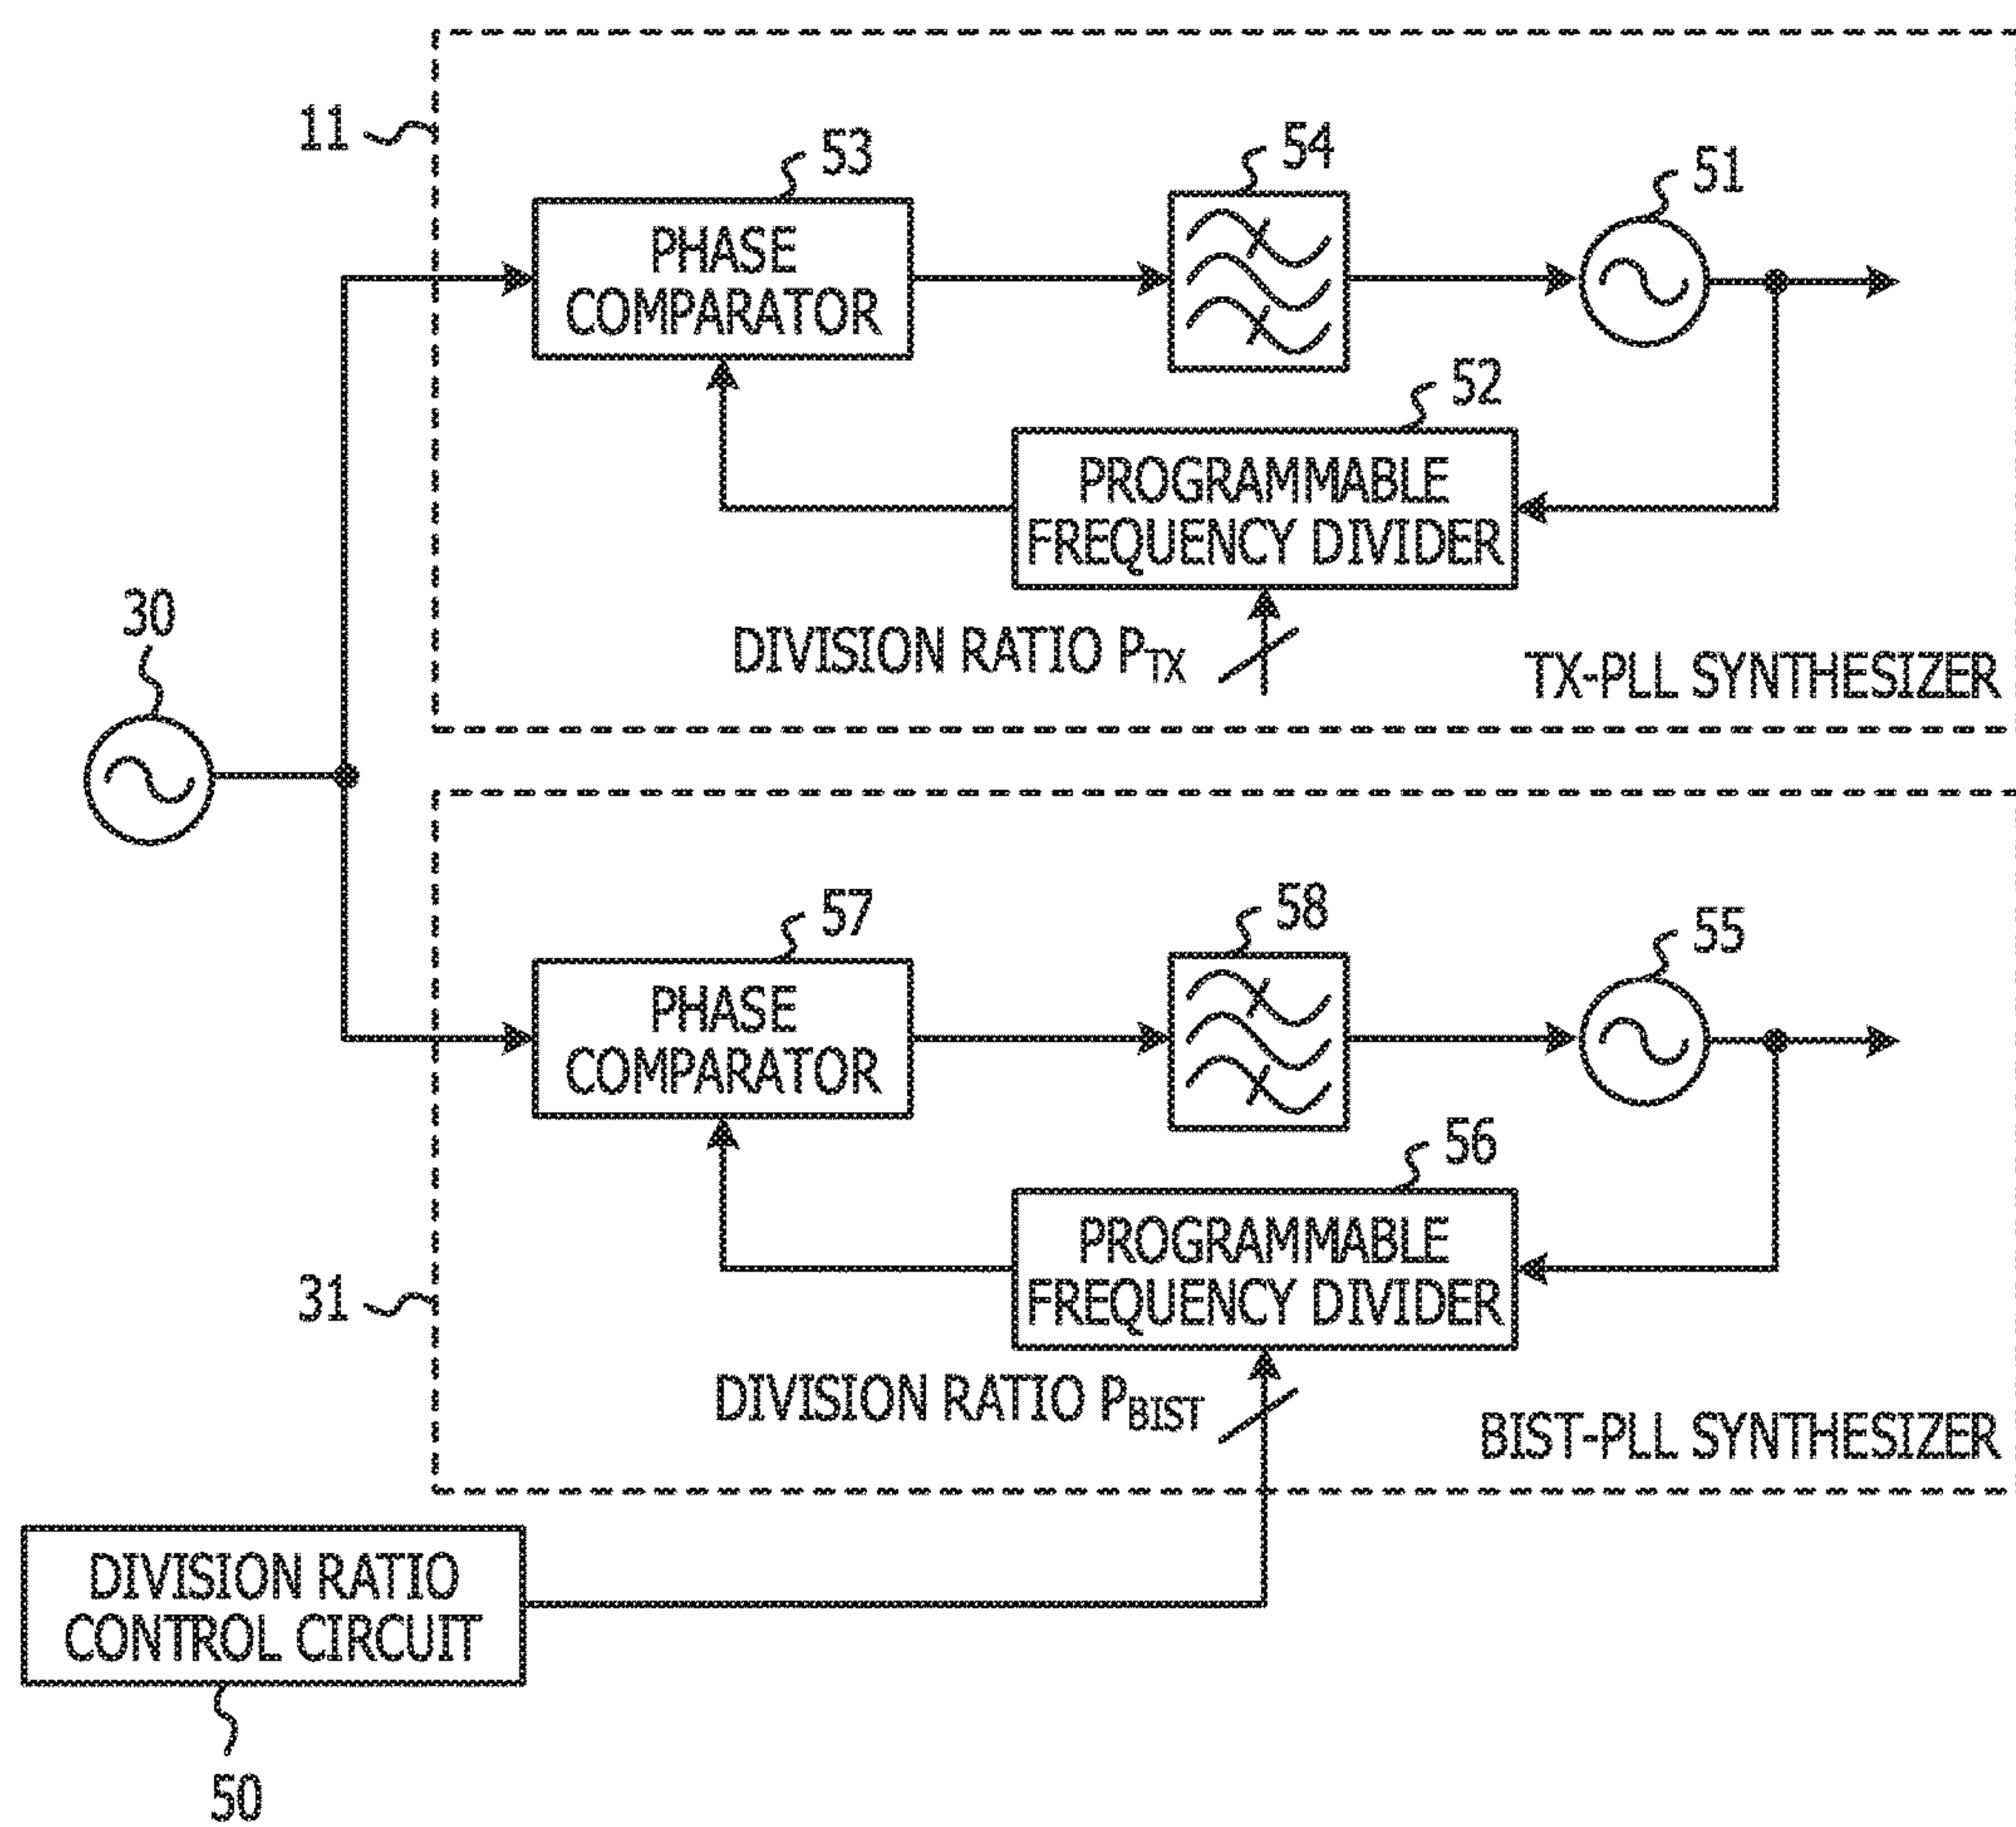 11
53
54
51
PHASE
COMPARATOR
52
PROGRAMMABLE
FREQUENCY DIVIDER
30
DIVISION RATIO PTX
TX-PLL SYNTHESIZER
57
58
55
PHASE
COMPARATOR
56
PROGRAMMABLE
FREQUENCY DIVIDER
31
DIVISION RATIO PBIST
BIST-PLL SYNTHESIZER
DIVISION RATIO
CONTROL CIRCUIT
50